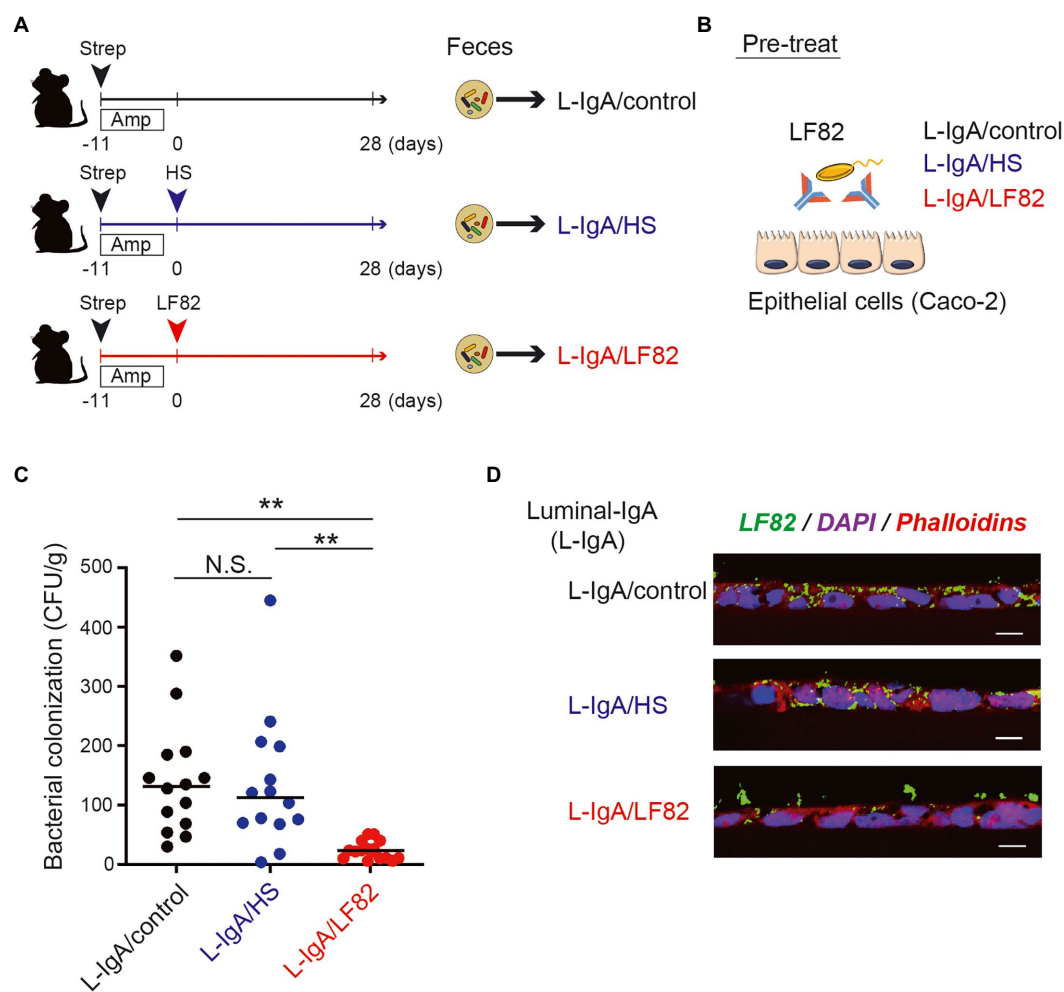 A
Strep
Feces
Amp
L-IgA/control
-11 0 28 (days)
Strep HS
Amp
L-IgA/HS
-11 0 28 (days)
Strep LF82
Amp
L-IgA/LF82
-11 0 28 (days)
B
Pre-treat
LF82
L-IgA/control
L-IgA/HS
L-IgA/LF82
Epithelial cells (Caco-2)
C
**
**
N.S.
Bacterial colonization (CFU/g)
500
400
300
200
100
0
L-IgA/control
L-IgA/HS
L-IgA/LF82
D
Luminal-IgA
(L-IgA)
LF82 / DAPI / Phalloidins
L-IgA/control
L-IgA/HS
L-IgA/LF82